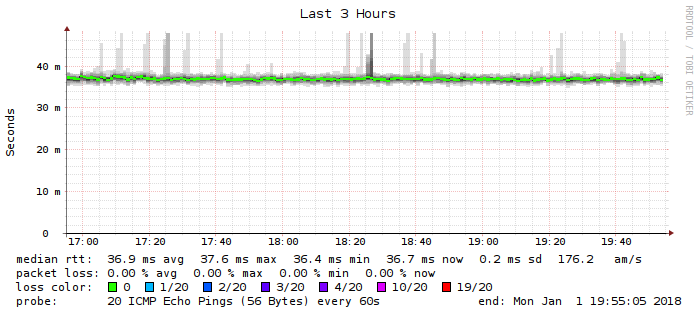 Last 3 Hours
RRDTOOL / TOBI OETIKER
Seconds
40 m
30 m
20 m
10 m
0
17:00 17:20 17:40 18:00 18:20 18:40 19:00 19:20 19:40
median rtt: 36.9 ms avg 37.6 ms max 36.4 ms min 36.7 ms now 0.2 ms sd 176.2 am/s
packet loss: 0.00 % avg 0.00 % max 0.00 % min 0.00 % now
loss color: 0 1/20 2/20 3/20 4/20 10/20 19/20
probe: 20 ICMP Echo Pings (56 Bytes) every 60s end: Mon Jan 1 19:55:05 2018